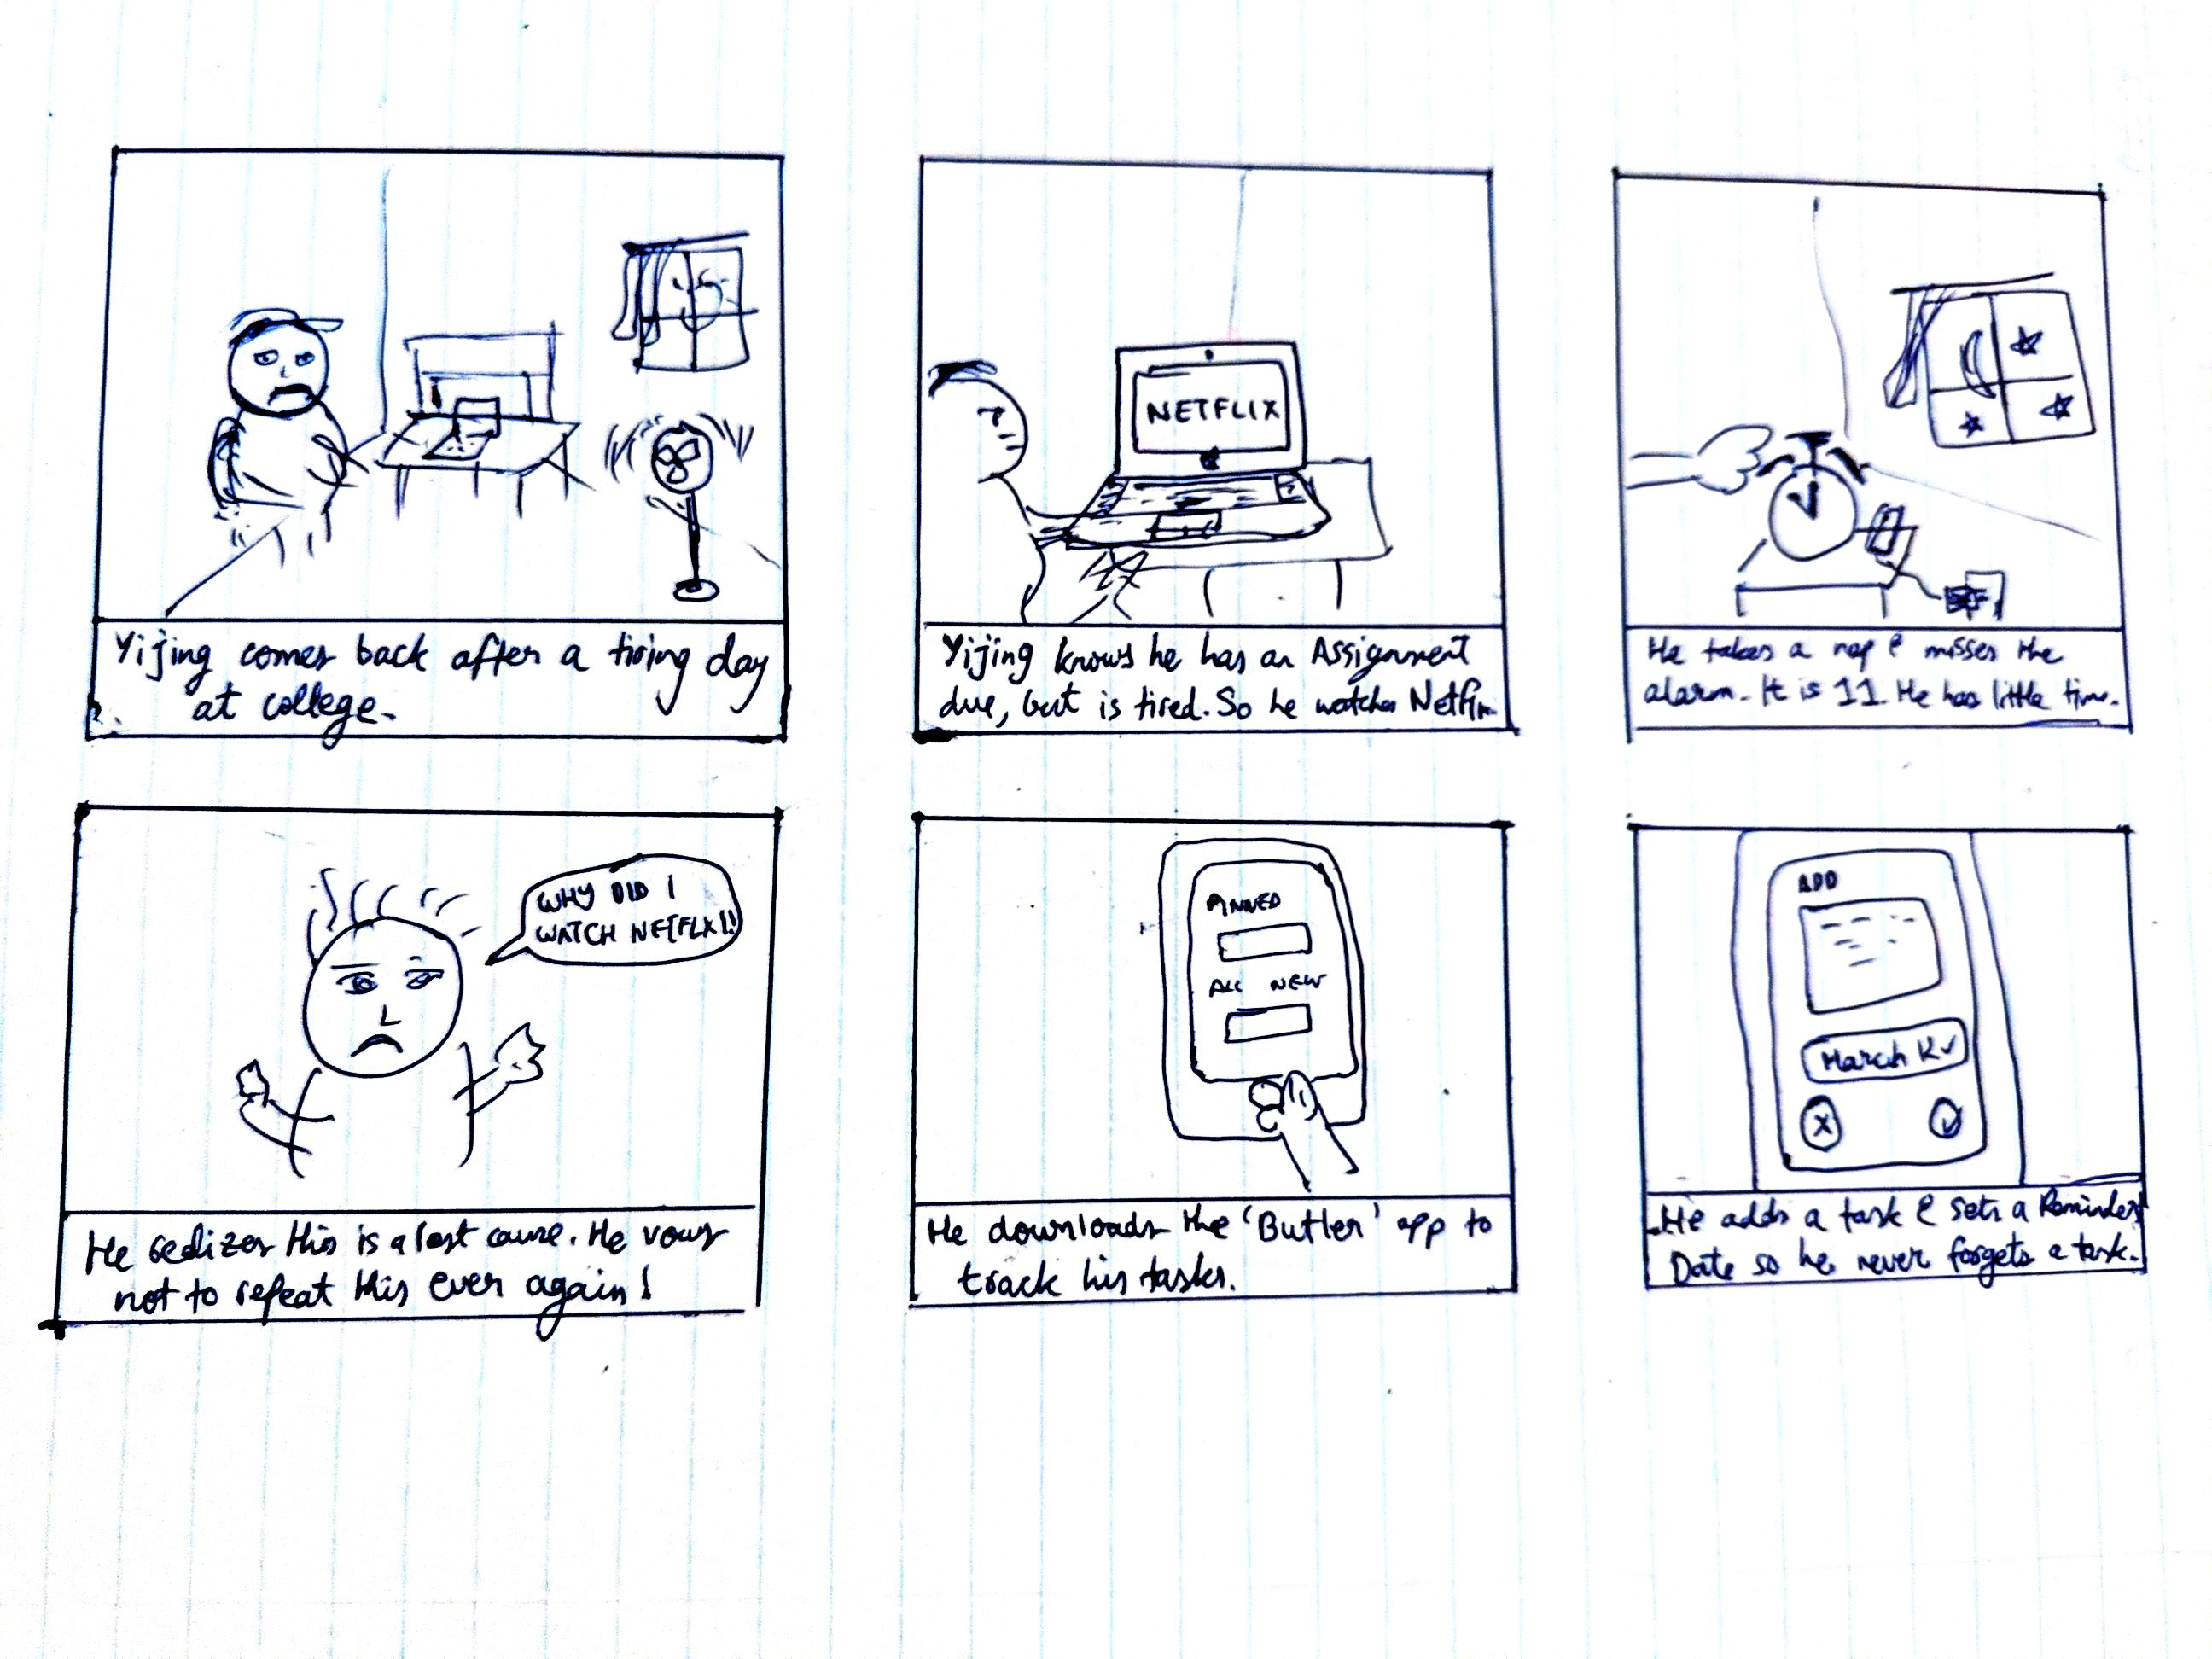 Yijing comes back after a tiring day
at college.
NETFLIX
Yijing knows he has an Assignment
due, but is tired. So he watches Netflix.
He takes a nap & misses the
alarm. It is 11. He has little time.
WHY DID I
WATCH NETFLX!!
He realizes this is a lost cause. He vows
not to repeat this ever again!
PINNED
ALL NEW
He downloads the 'Butler' app to
track his tasks.
ADD
March
X
He adds a task & sets a Reminder
Date so he never forgets a task.